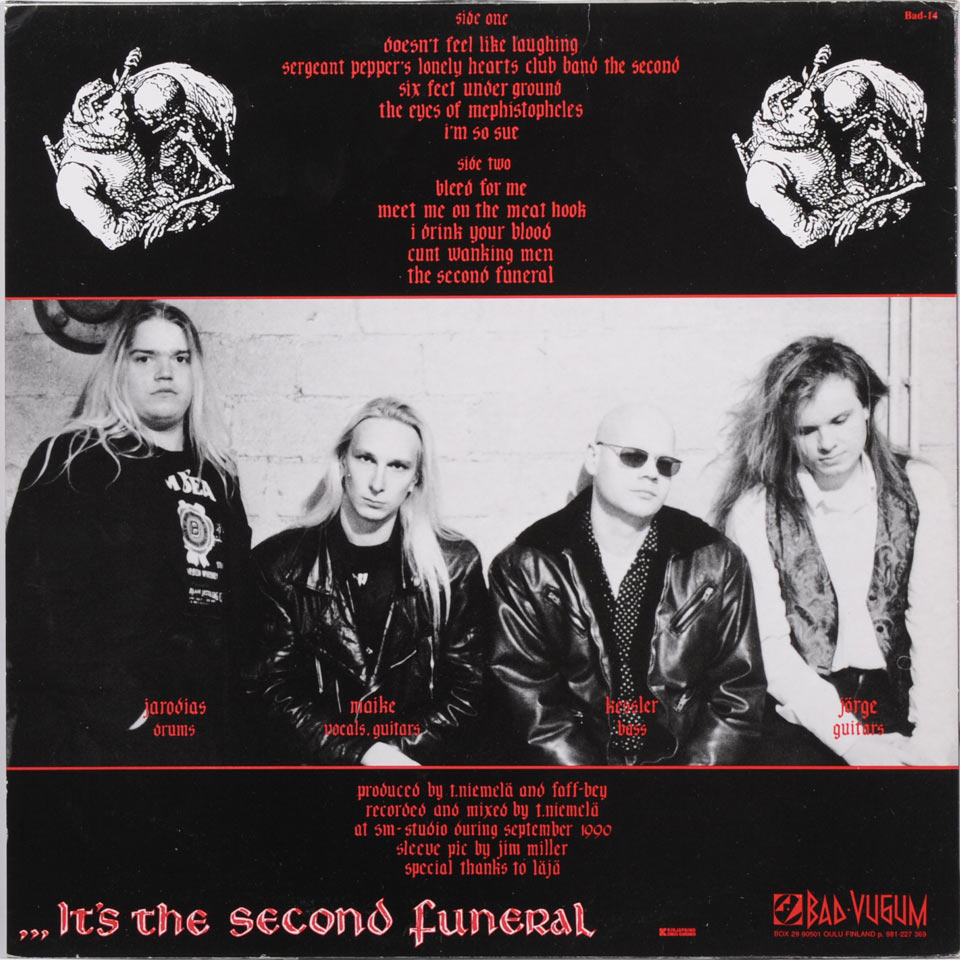 Bad-14
side one
doesn't feel like laughing
sergeant pepper's lonely hearts club band the second
six feet under ground
the eyes of mephistopheles
i'm so sue
side two
bleed for me
meet me on the meat hook
i drink your blood
cunt wanking men
the second funeral
jarodias
drums
maike
vocals, guitars
kessler
bass
järge
guitars
produced by t.niemelä and faff-bey
recorded and mixed by t.niemelä
at sm-studio during september 1990
sleeve pic by jim miller
special thanks to läjä
...It's the second funeral
BAD·VUGUM
BOX 29 90501 OULU FINLAND p. 981-227 369